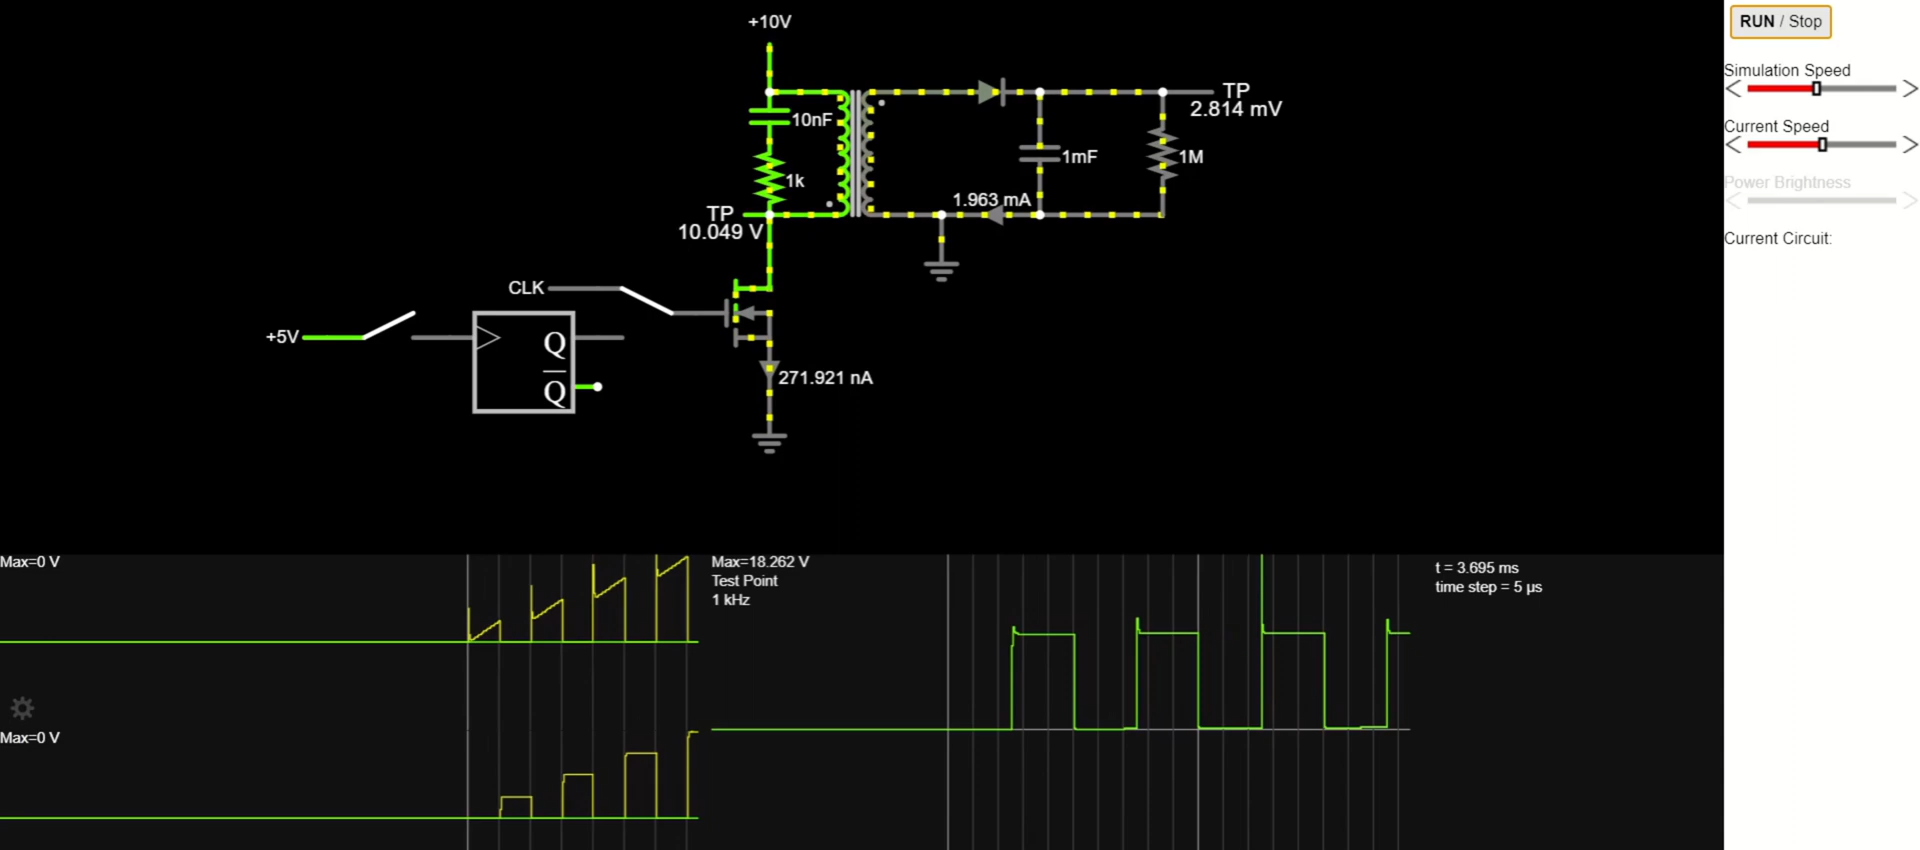 +10V
10nF
1k
TP
10.049 V
TP
2.814 mV
1mF
1M
1.963 mA
CLK
+5V
Q
Q
271.921 nA
RUN / Stop
Simulation Speed
Current Speed
Power Brightness
Current Circuit:
Max=0 V
Max=0 V
Max=18.262 V
Test Point
1 kHz
t = 3.695 ms
time step = 5 μs